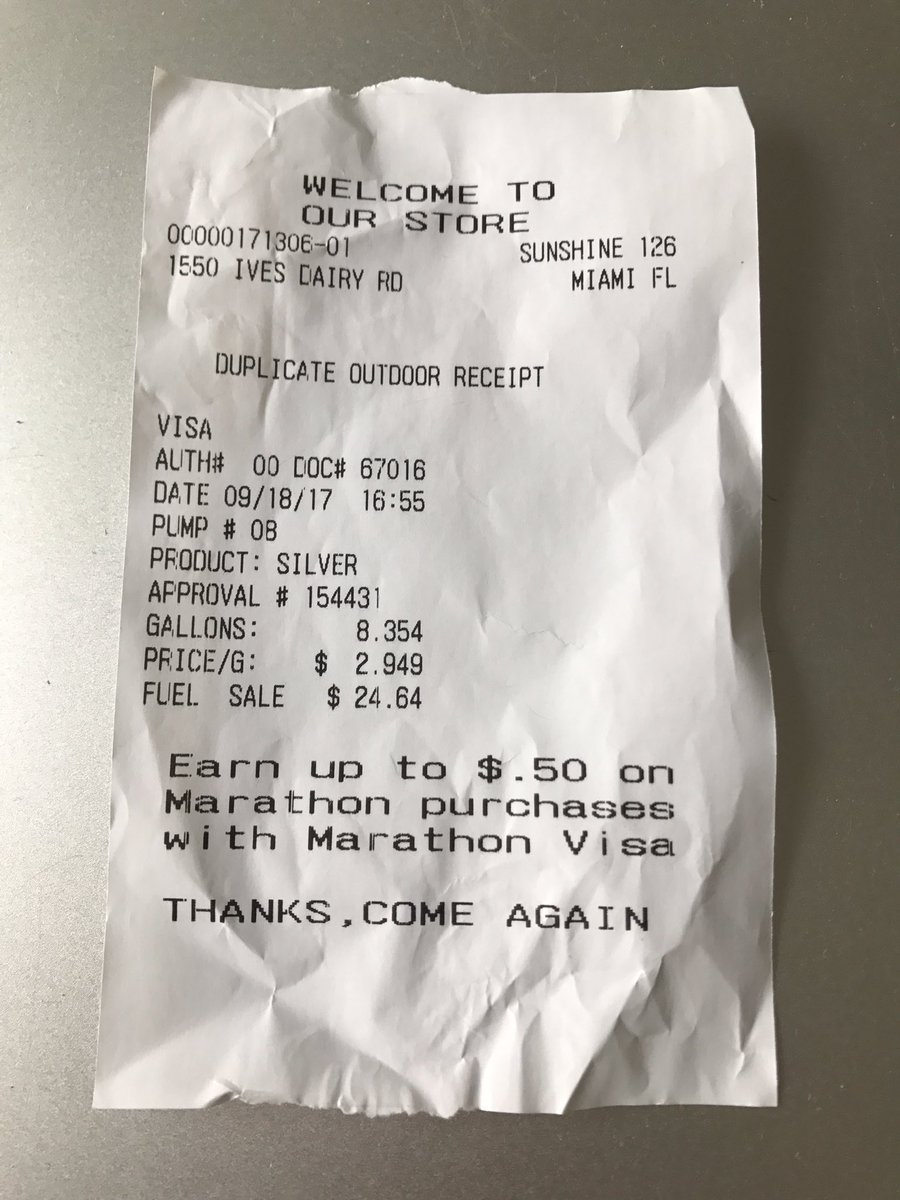 WELCOME TO
OUR STORE
00000171306-01 SUNSHINE 126
1550 IVES DAIRY RD MIAMI FL
DUPLICATE OUTDOOR RECEIPT
VISA
AUTH# 00 DOC# 67016
DATE 09/18/17 16:55
PUMP # 08
PRODUCT: SILVER
APPROVAL # 154431
GALLONS: 8.354
PRICE/G: $ 2.949
FUEL SALE $ 24.64
Earn up to $.50 on
Marathon purchases
with Marathon Visa
THANKS,COME AGAIN